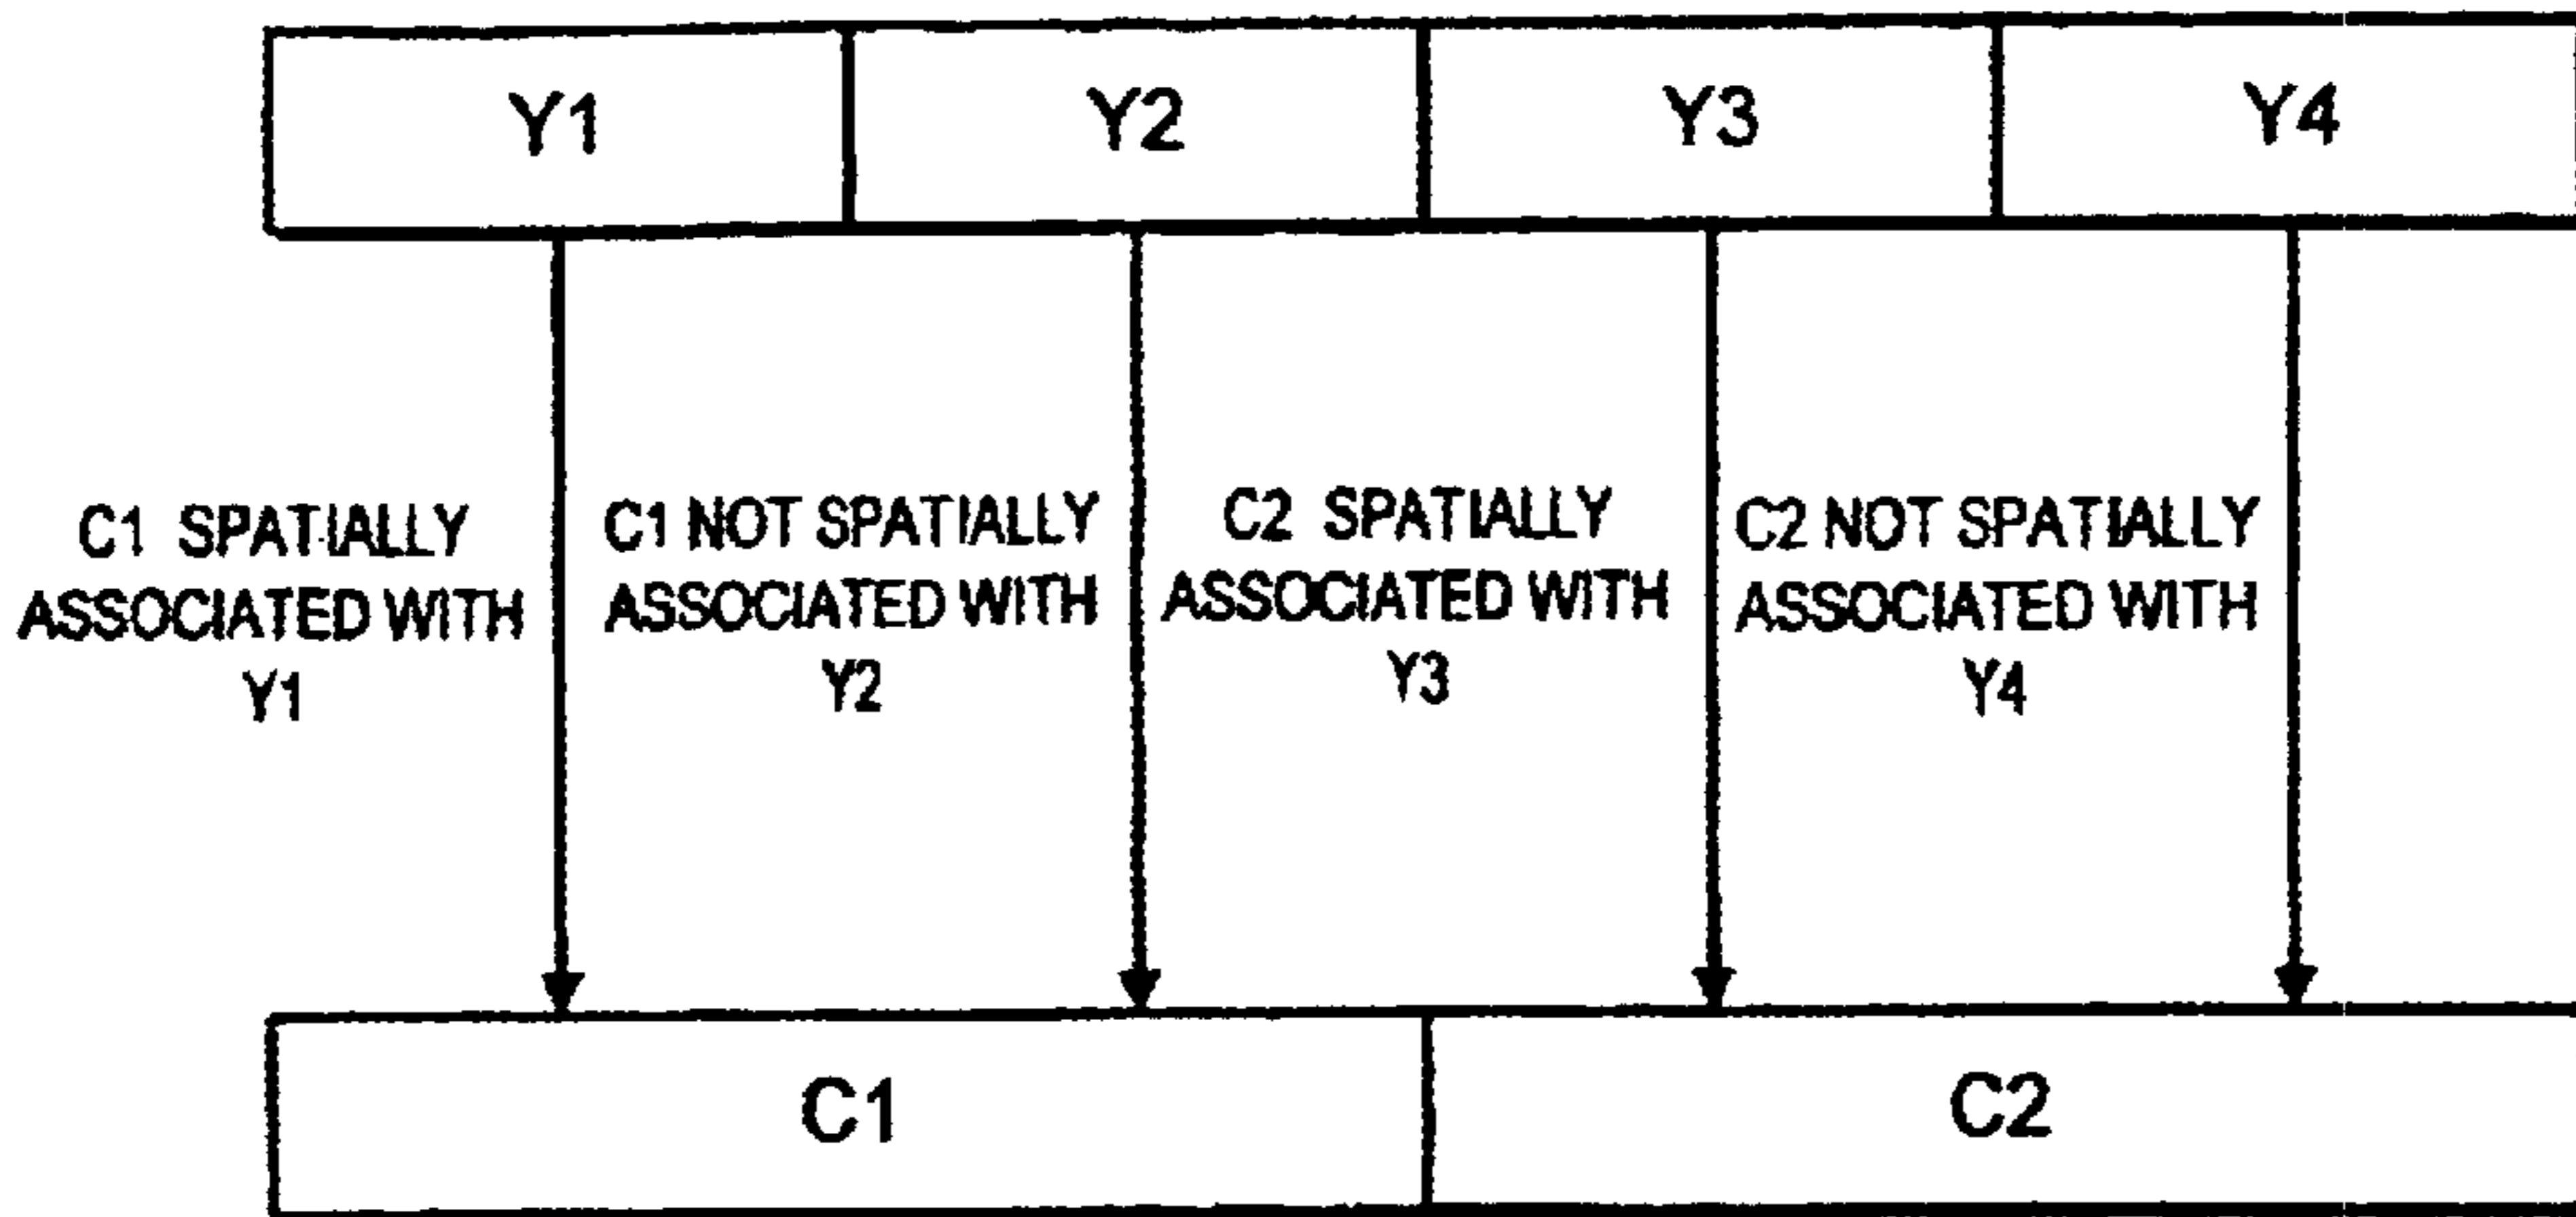 Y1 Y2 Y3 Y4
C1 SPATIALLY
ASSOCIATED WITH
Y1
C1 NOT SPATIALLY
ASSOCIATED WITH
Y2
C2 SPATIALLY
ASSOCIATED WITH
Y3
C2 NOT SPATIALLY
ASSOCIATED WITH
Y4
C1 C2